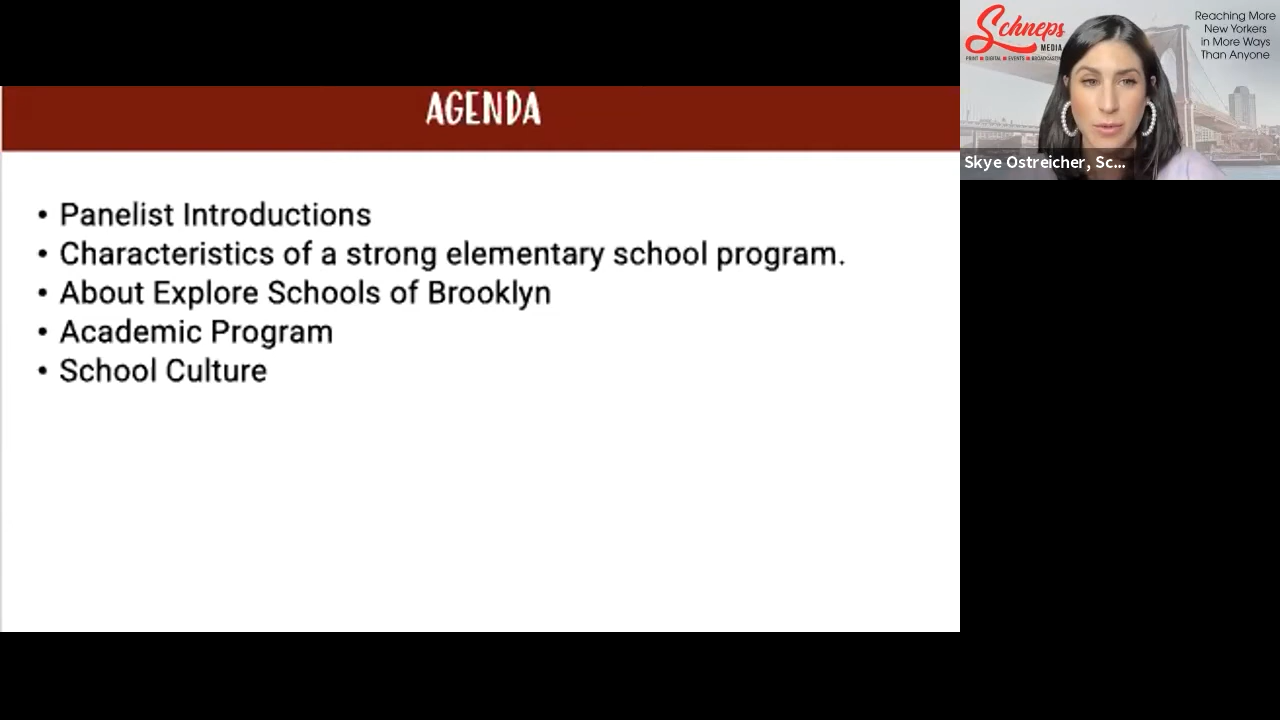 AGENDA
• Panelist Introductions
• Characteristics of a strong elementary school program.
• About Explore Schools of Brooklyn
• Academic Program
• School Culture
Schneps
MEDIA
PRINT ■ DIGITAL ■ EVENTS ■ BROADCASTIN
Reaching More
New Yorkers
in More Ways
Than Anyone
Skye Ostreicher, Sc...